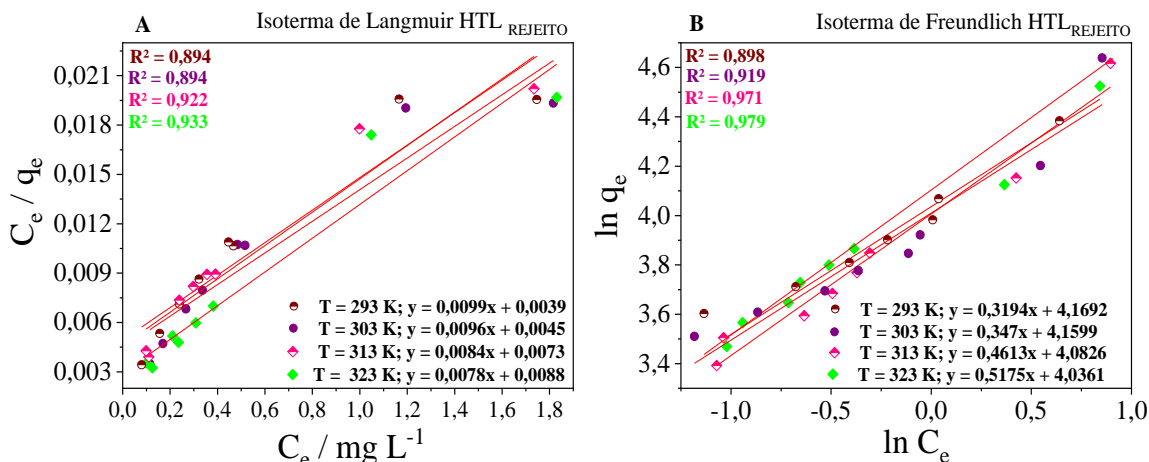 A Isoterma de Langmuir HTL REJEITO
R² = 0,894
R² = 0,894
R² = 0,922
R² = 0,933
C_e / q_e
0,021
0,018
0,015
0,012
0,009
0,006
0,003
T = 293 K; y = 0,0099x + 0,0039
T = 303 K; y = 0,0096x + 0,0045
T = 313 K; y = 0,0084x + 0,0073
T = 323 K; y = 0,0078x + 0,0088
0,0 0,2 0,4 0,6 0,8 1,0 1,2 1,4 1,6 1,8
C_e / mg L⁻¹
B Isoterma de Freundlich HTL REJEITO
R² = 0,898
R² = 0,919
R² = 0,971
R² = 0,979
ln q_e
4,6
4,4
4,2
4,0
3,8
3,6
3,4
T = 293 K; y = 0,3194x + 4,1692
T = 303 K; y = 0,347x + 4,1599
T = 313 K; y = 0,4613x + 4,0826
T = 323 K; y = 0,5175x + 4,0361
-1,0 -0,5 0,0 0,5 1,0
ln C_e